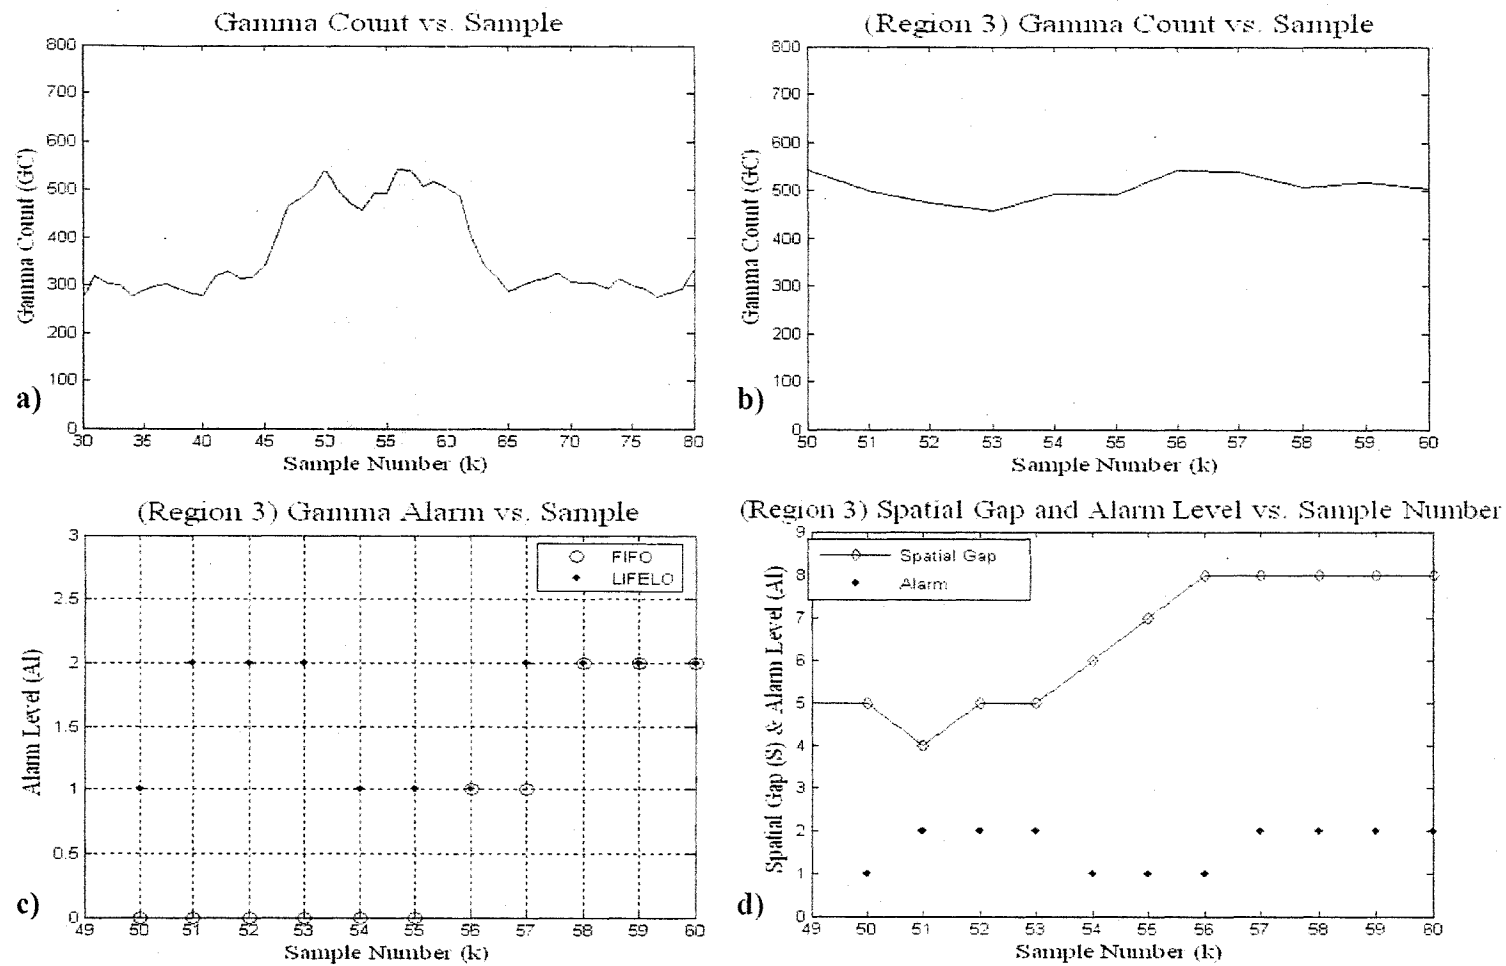 Gamma Count vs. Sample
800
700
600
500
400
300
200
100
0
30 35 40 45 50 55 60 65 70 75 80
Gamma Count (GC)
Sample Number (k)
a)
(Region 3) Gamma Count vs. Sample
800
700
600
500
400
300
200
100
0
50 51 52 53 54 55 56 57 58 59 60
Gamma Count (GC)
Sample Number (k)
b)
(Region 3) Gamma Alarm vs. Sample
3
2.5
2
1.5
1
0.5
0
49 50 51 52 53 54 55 56 57 58 59 60
FIFO
LIFELO
Alarm Level (Al)
Sample Number (k)
c)
(Region 3) Spatial Gap and Alarm Level vs. Sample Number
9
8
7
6
5
4
3
2
1
0
49 50 51 52 53 54 55 56 57 58 59 60
Spatial Gap
Alarm
Spatial Gap (S) & Alarm Level (Al)
Sample Number (k)
d)